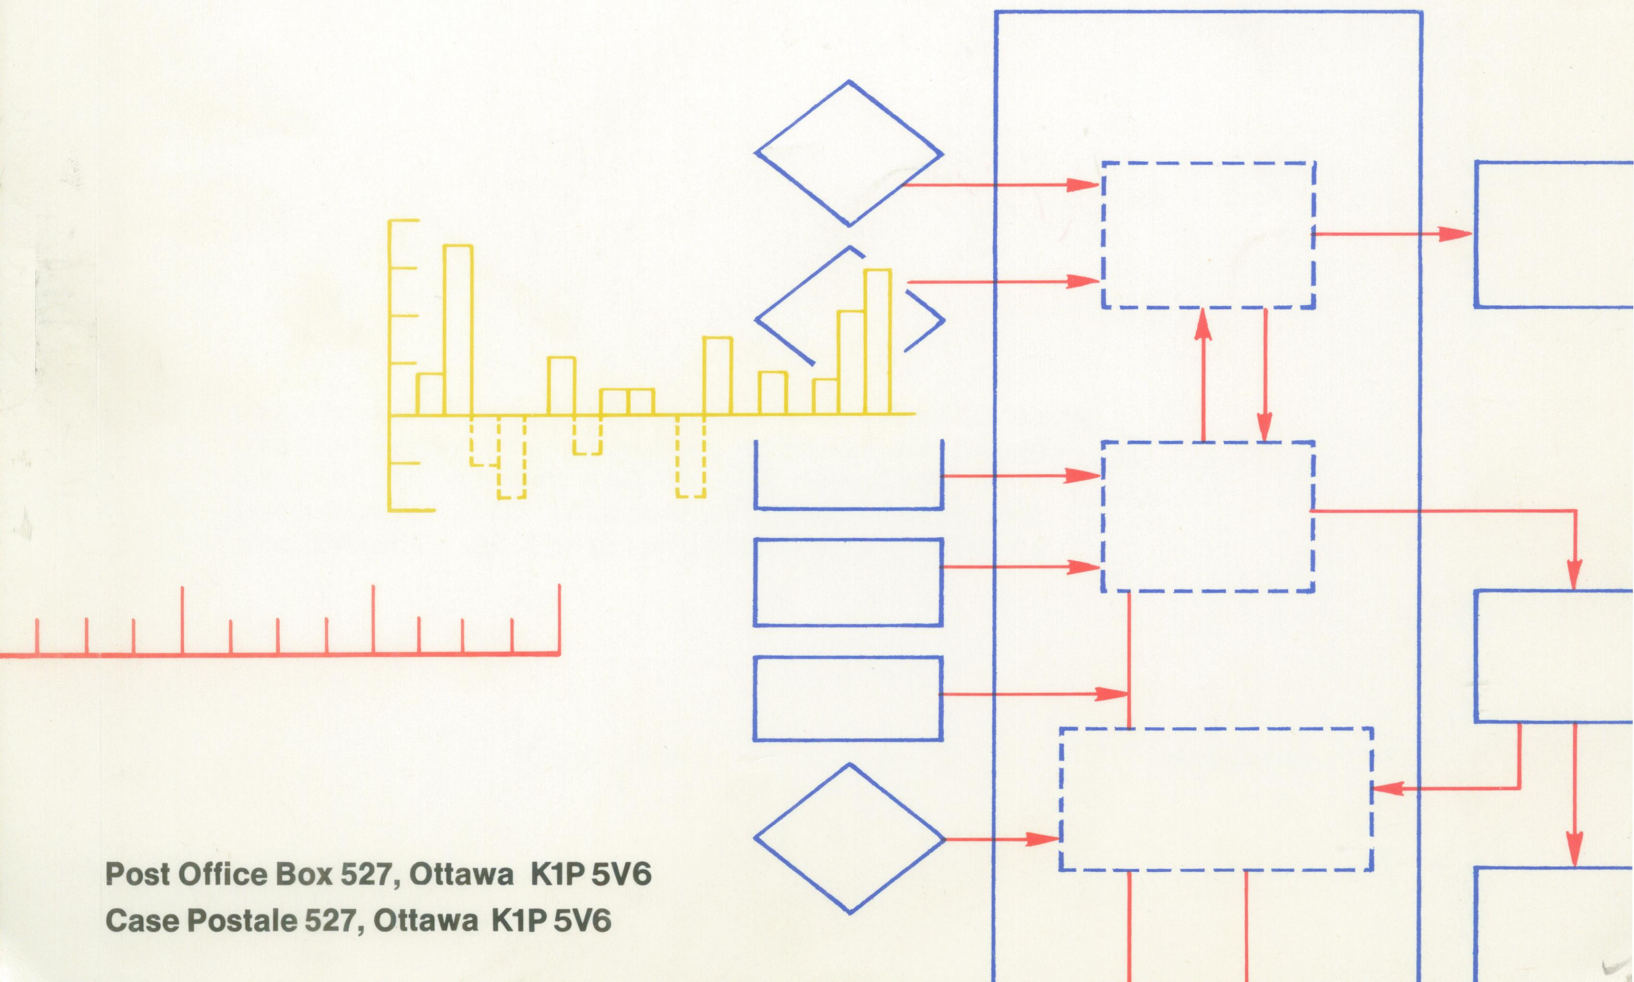 Post Office Box 527, Ottawa K1P 5V6
Case Postale 527, Ottawa K1P 5V6